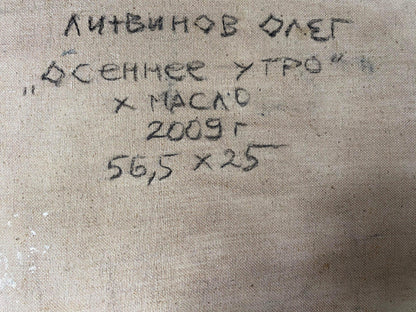 ЛИТВИНОВ ОЛЕГ
„ОСЕННЕЕ УТРО“
Х МАСЛО
2009 г
56,5 х 25